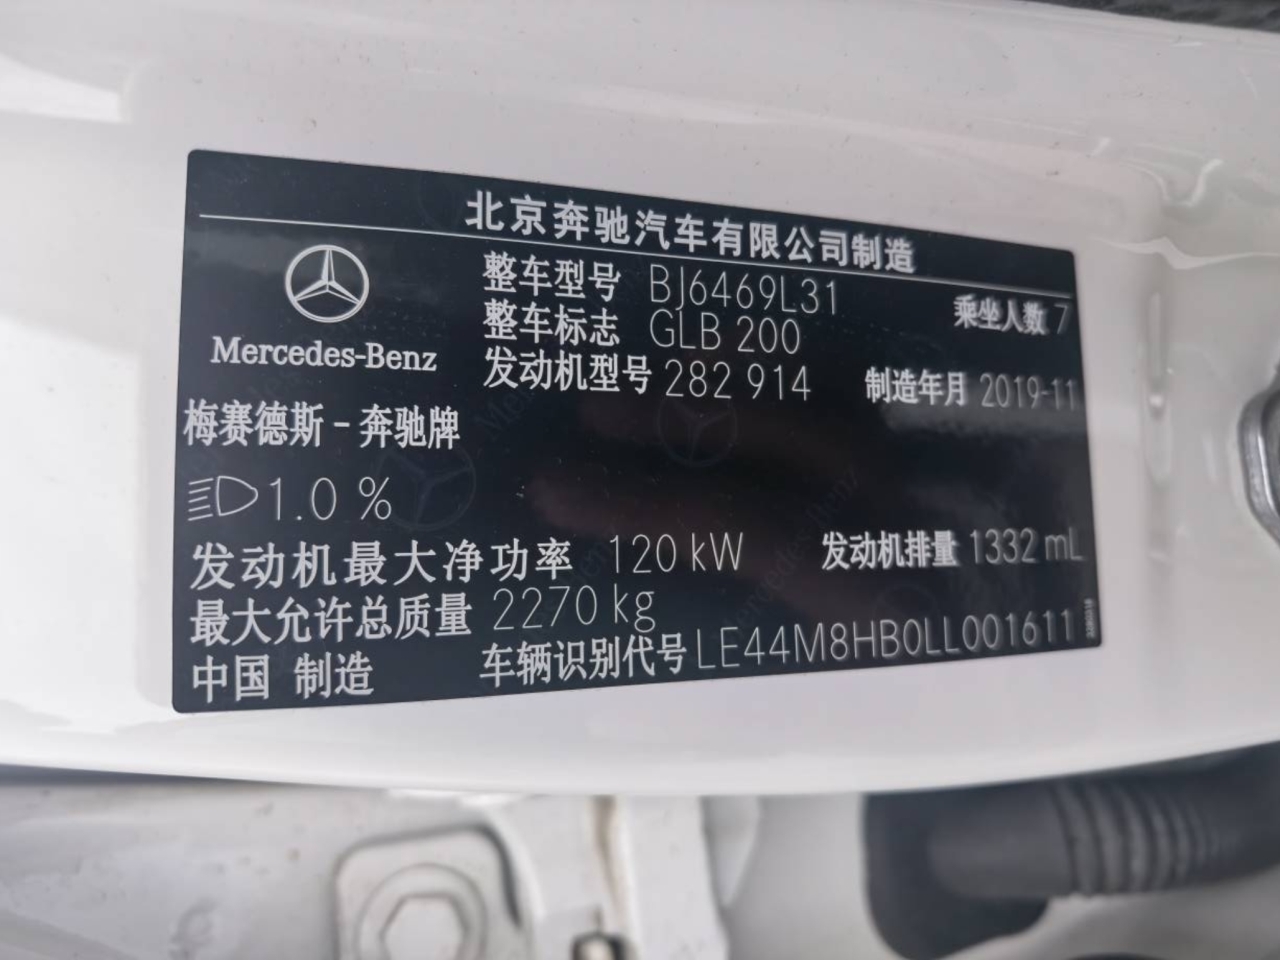 北京奔驰汽车有限公司制造
整车型号 BJ6469L31 乘坐人数 7
整车标志 GLB 200
发动机型号 282 914 制造年月 2019-11
Mercedes-Benz
梅赛德斯-奔驰牌
1.0 %
发动机最大净功率 120 kW 发动机排量 1332 mL
最大允许总质量 2270 kg
中国 制造 车辆识别代号 LE44M8HB0LL001611